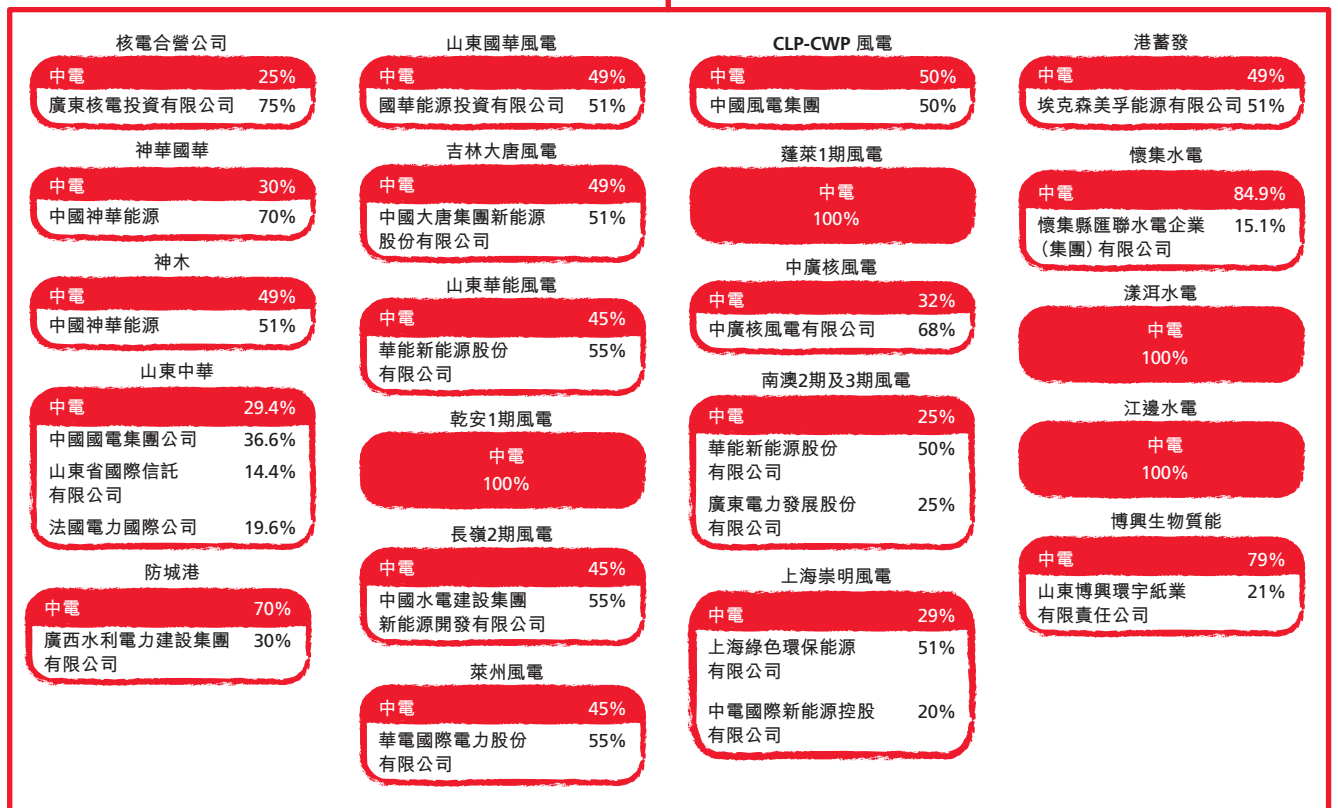 核電合營公司
中電 25%
廣東核電投資有限公司 75%
神華國華
中電 30%
中國神華能源 70%
神木
中電 49%
中國神華能源 51%
山東中華
中電 29.4%
中國國電集團公司 36.6%
山東省國際信託 14.4%
有限公司
法國電力國際公司 19.6%
防城港
中電 70%
廣西水利電力建設集團 30%
有限公司
山東國華風電
中電 49%
國華能源投資有限公司 51%
吉林大唐風電
中電 49%
中國大唐集團新能源 51%
股份有限公司
山東華能風電
中電 45%
華能新能源股份 55%
有限公司
乾安1期風電
中電
100%
長嶺2期風電
中電 45%
中國水電建設集團 55%
新能源開發有限公司
萊州風電
中電 45%
華電國際電力股份 55%
有限公司
CLP-CWP 風電
中電 50%
中國風電集團 50%
蓬萊1期風電
中電
100%
中廣核風電
中電 32%
中廣核風電有限公司 68%
南澳2期及3期風電
中電 25%
華能新能源股份 50%
有限公司
廣東電力發展股份 25%
有限公司
上海崇明風電
中電 29%
上海綠色環保能源 51%
有限公司
中電國際新能源控股 20%
有限公司
港蓄發
中電 49%
埃克森美孚能源有限公司 51%
懷集水電
中電 84.9%
懷集縣匯聯水電企業 15.1%
(集團)有限公司
漾洱水電
中電
100%
江邊水電
中電
100%
博興生物質能
中電 79%
山東博興環宇紙業 21%
有限責任公司